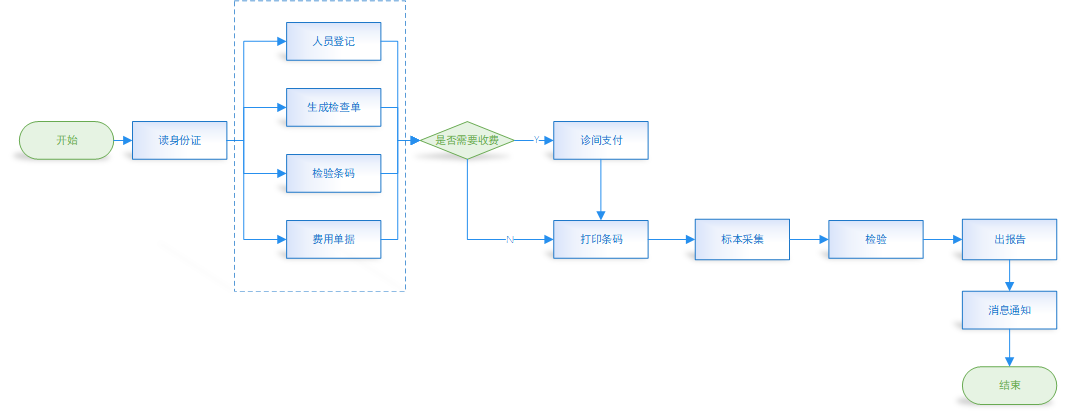 人员登记
生成检查单
开始
读身份证
是否需要收费
Y
诊间支付
检验条码
费用单据
N
打印条码
标本采集
检验
出报告
消息通知
结束